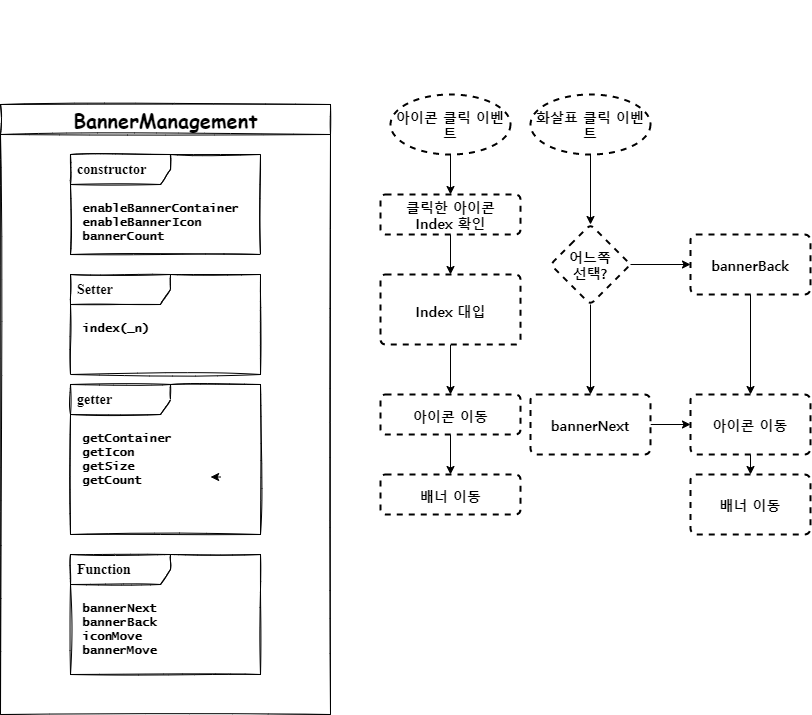 BannerManagement
constructor
enableBannerContainer
enableBannerIcon
bannerCount
Setter
index(_n)
getter
getContainer
getIcon
getSize
getCount
Function
bannerNext
bannerBack
iconMove
bannerMove
아이콘 클릭 이벤
트
클릭한 아이콘
Index 확인
Index 대입
아이콘 이동
배너 이동
화살표 클릭 이벤
트
어느쪽
선택?
bannerBack
bannerNext
아이콘 이동
배너 이동